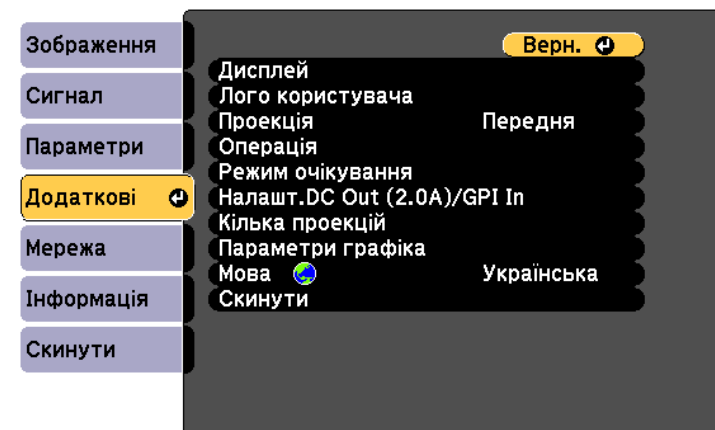 Зображення
Сигнал
Параметри
Додаткові
Мережа
Інформація
Скинути
Верн.
Дисплей
Лого користувача
Проекція Передня
Операція
Режим очікування
Налашт.DC Out (2.0A)/GPI In
Кілька проекцій
Параметри графіка
Мова Українська
Скинути